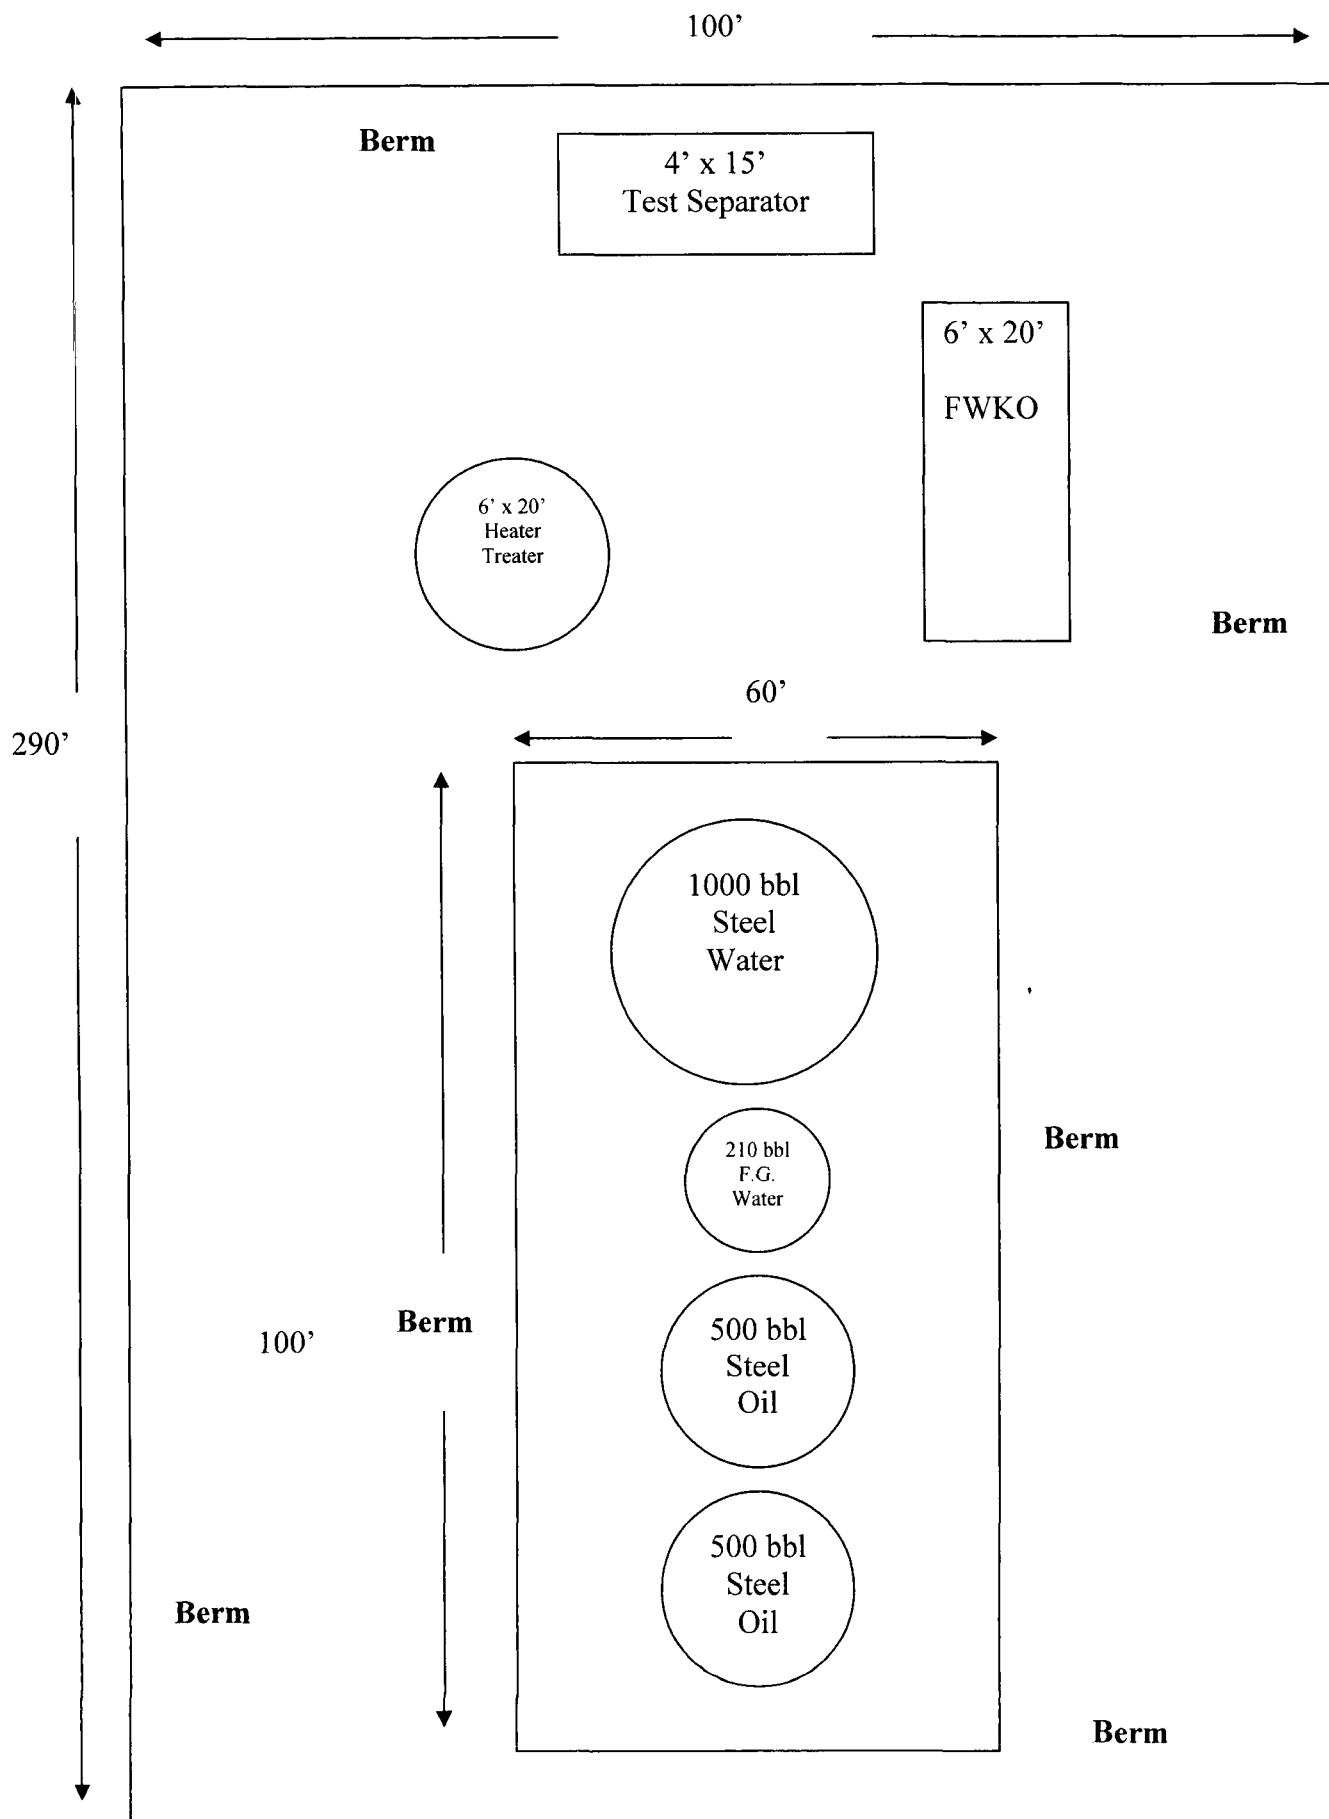 100’
Berm
4’ x 15’
Test Separator
6’ x 20’
FWKO
6’ x 20’
Heater
Treater
Berm
60’
290’
1000 bbl
Steel
Water
Berm
210 bbl
F.G.
Water
Berm
100’
500 bbl
Steel
Oil
500 bbl
Steel
Oil
Berm
Berm